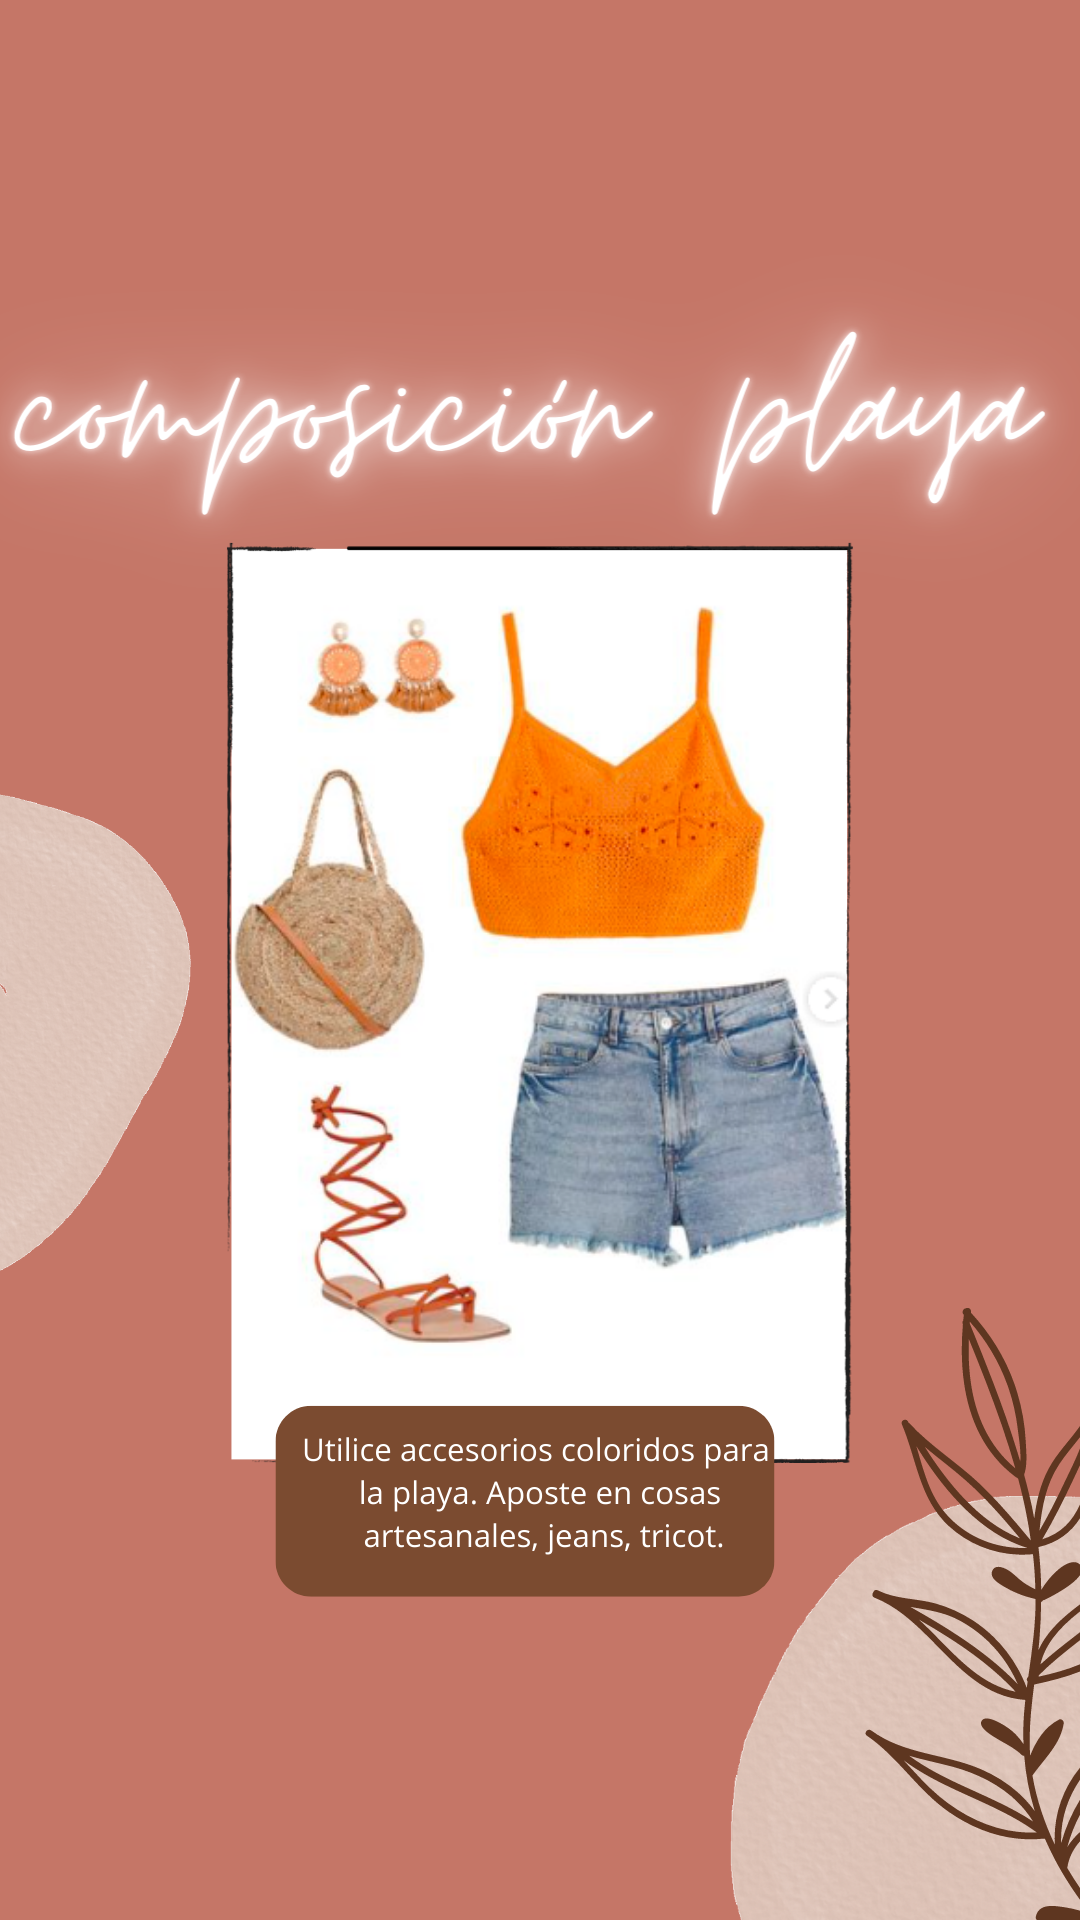 composición playa
Utilice accesorios coloridos para
la playa. Aposte en cosas
artesanales, jeans, tricot.